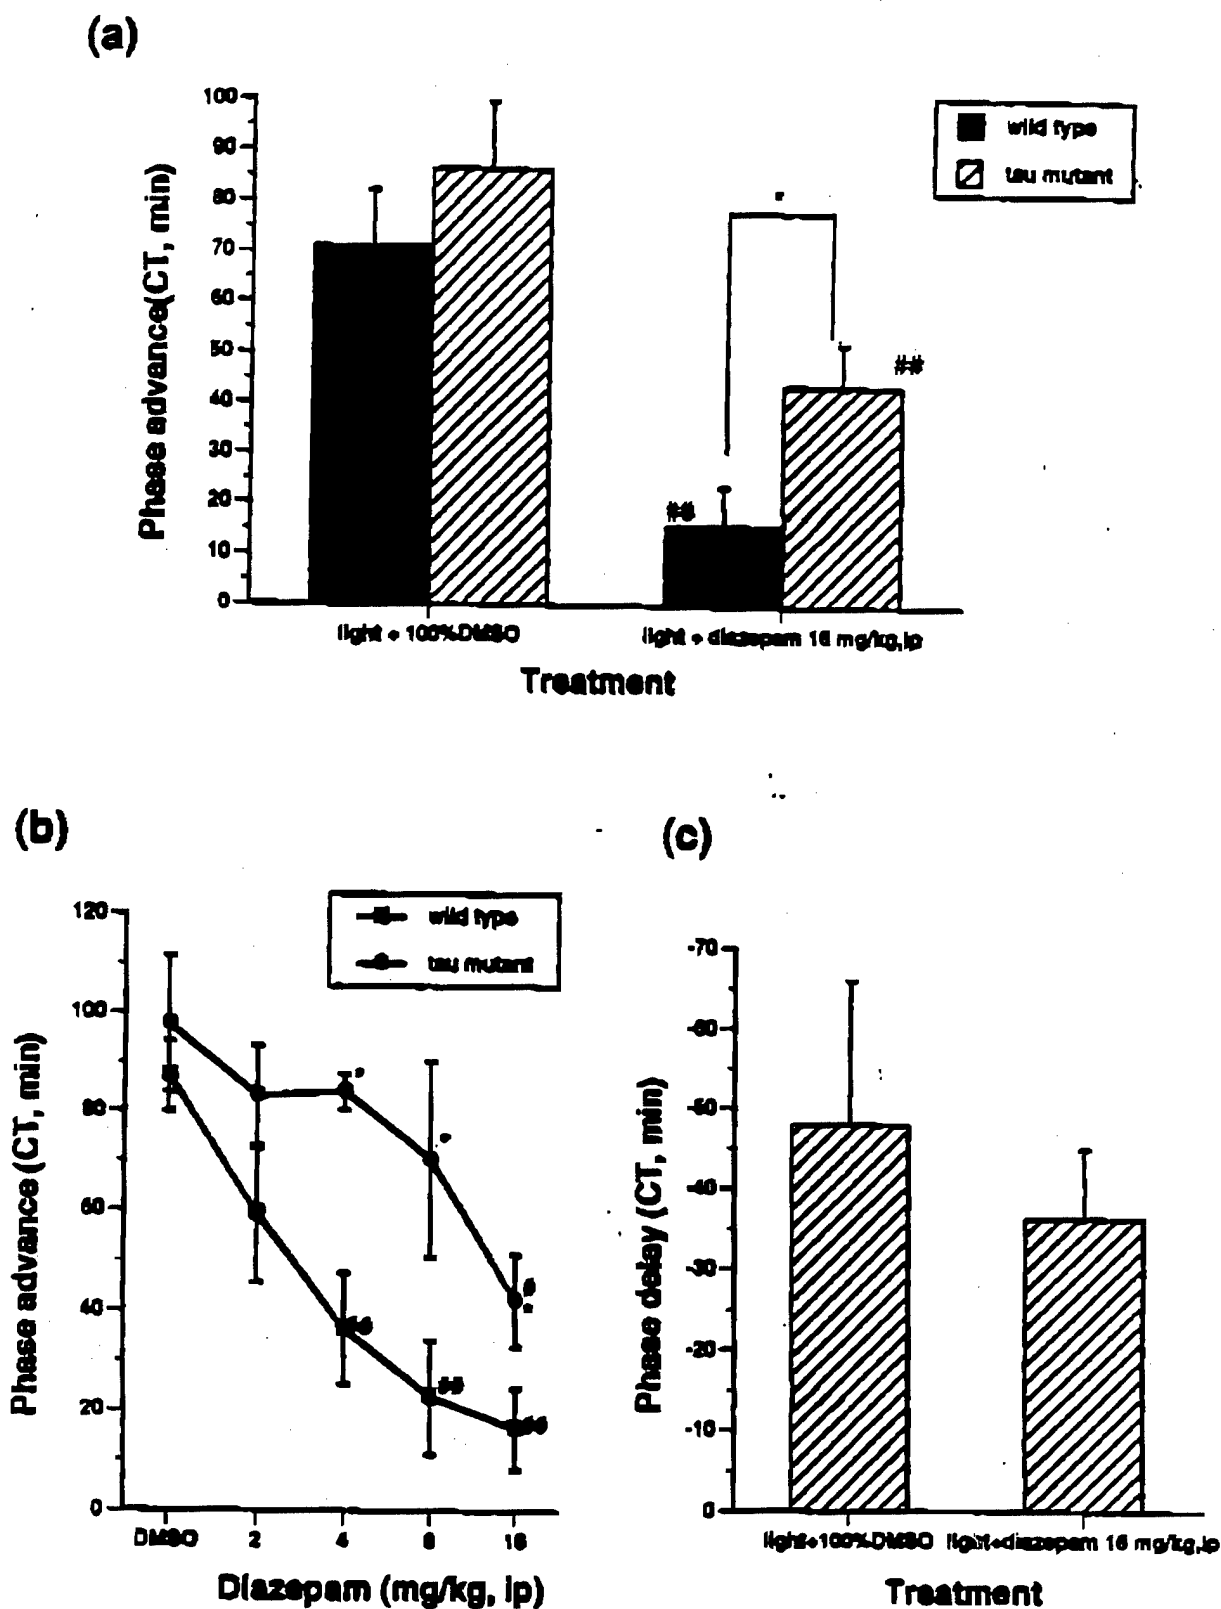 (a)
100
90
80
70
60
50
40
30
20
10
0
Phase advance(CT, min)
wild type
tau mutant
*
##
##
light + 100%DMSO
light + diazepam 16 mg/kg,ip
Treatment
(b)
120
100
80
60
40
20
0
Phase advance (CT, min)
wild type
tau mutant
*
*
#
*
##
##
##
DMSO
2
4
8
16
Diazepam (mg/kg, ip)
(c)
-70
-60
-50
-40
-30
-20
-10
0
Phase delay (CT, min)
light+100%DMSO
light+diazepam 16 mg/kg,ip
Treatment